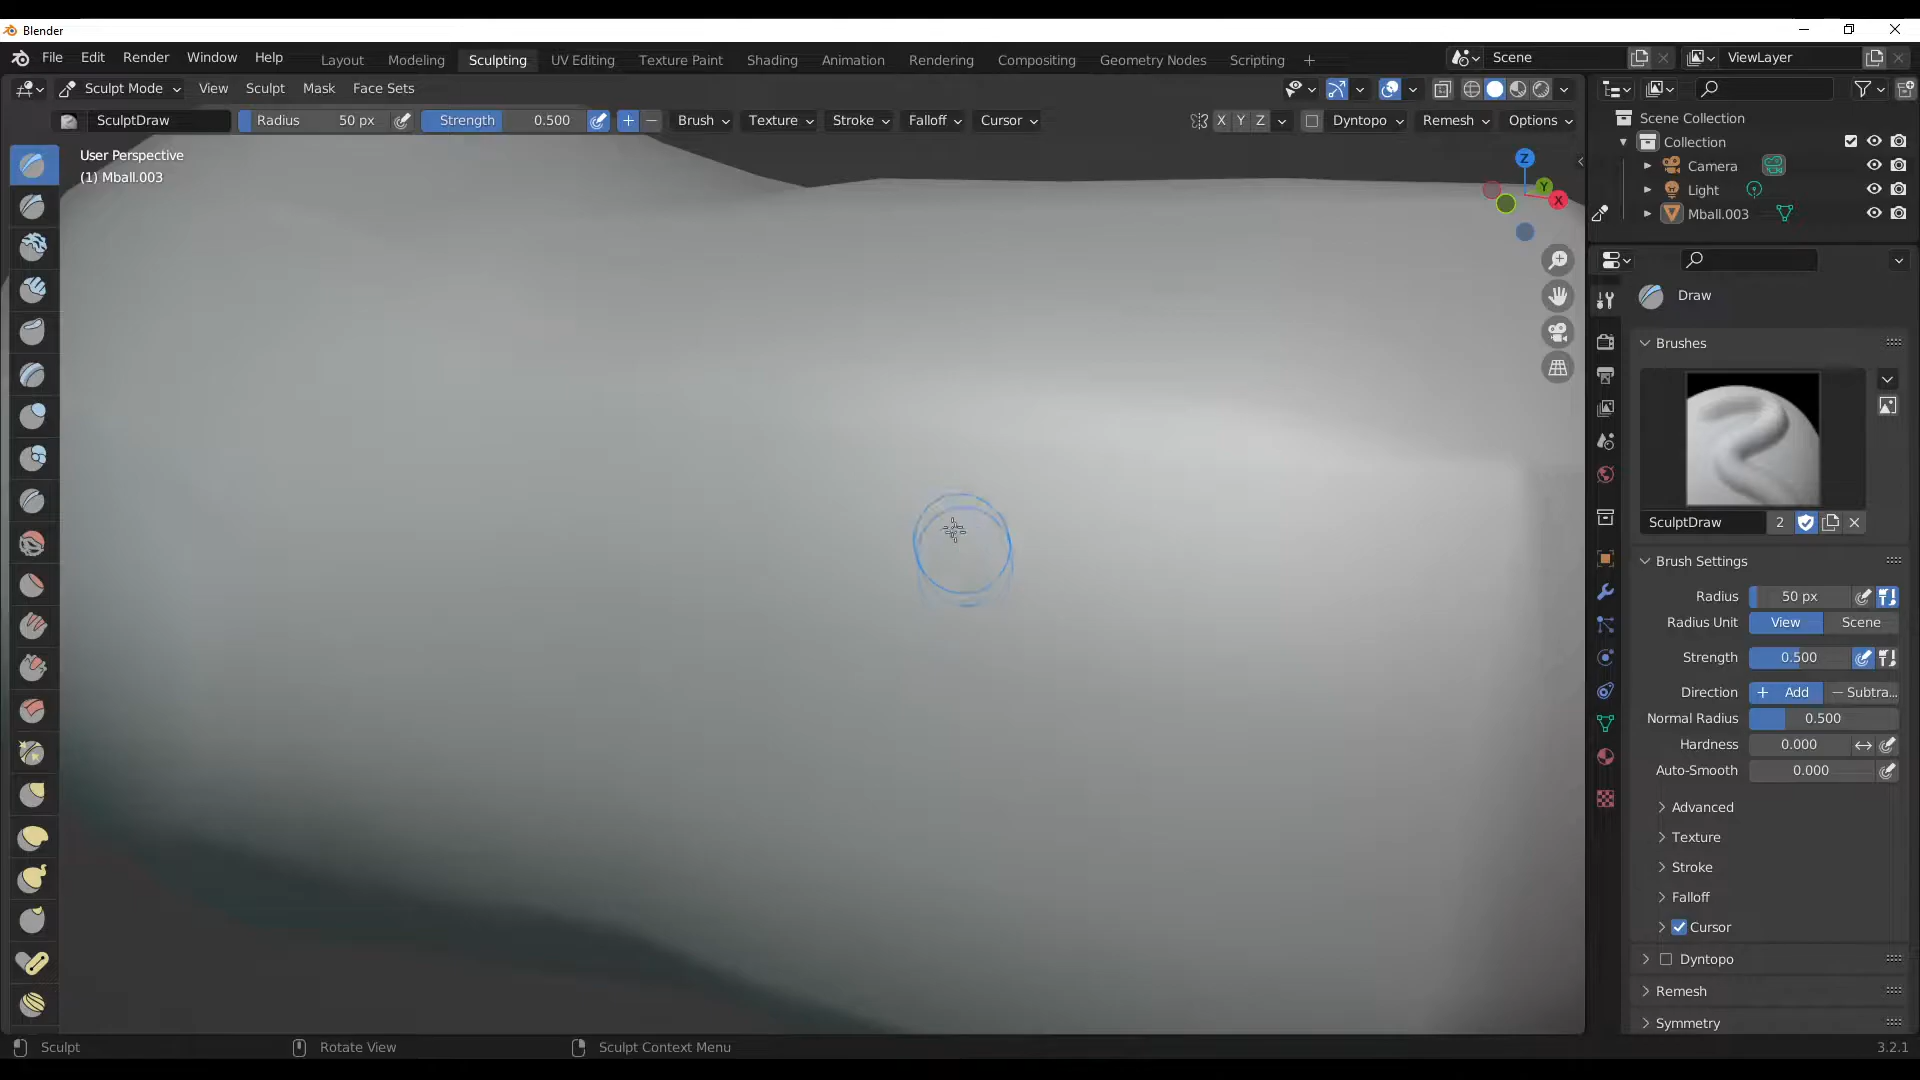 Blender
File Edit Render Window Help
Layout Modeling Sculpting UV Editing Texture Paint Shading Animation Rendering Compositing Geometry Nodes Scripting +
Scene
ViewLayer
Sculpt Mode View Sculpt Mask Face Sets
SculptDraw Radius 50 px Strength 0.500 + − Brush Texture Stroke Falloff Cursor
X Y Z Dyntopo Remesh Options
User Perspective
(1) Mball.003
Z
Y
X
Scene Collection
Collection
Camera
Light
Mball.003
Draw
Brushes
SculptDraw 2
Brush Settings
Radius 50 px
Radius Unit View Scene
Strength 0.500
Direction + Add − Subtra...
Normal Radius 0.500
Hardness 0.000
Auto-Smooth 0.000
Advanced
Texture
Stroke
Falloff
Cursor
Dyntopo
Remesh
Symmetry
Sculpt Rotate View Sculpt Context Menu 3.2.1